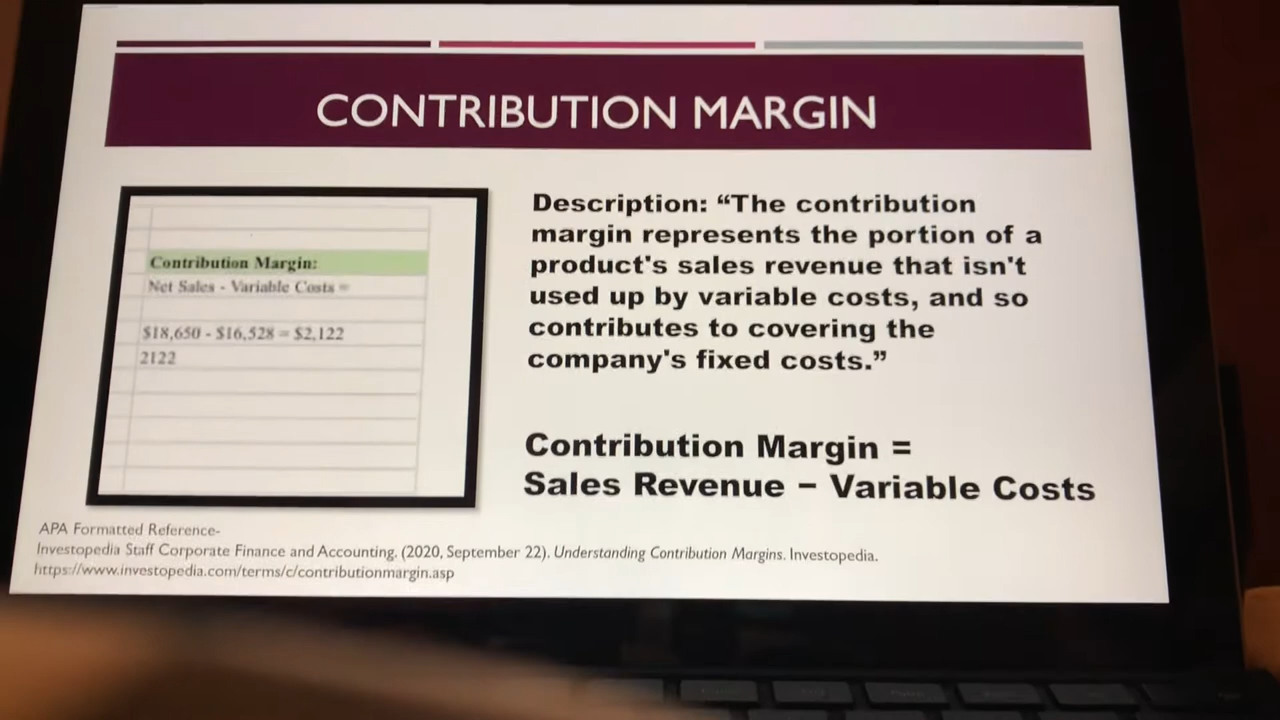 CONTRIBUTION MARGIN
Contribution Margin:
Net Sales - Variable Costs =
$18,650 - $16,528 = $2,122
2122
Description: “The contribution
margin represents the portion of a
product's sales revenue that isn't
used up by variable costs, and so
contributes to covering the
company's fixed costs.”
Contribution Margin =
Sales Revenue – Variable Costs
APA Formatted Reference-
Investopedia Staff Corporate Finance and Accounting. (2020, September 22). Understanding Contribution Margins. Investopedia.
https://www.investopedia.com/terms/c/contributionmargin.asp